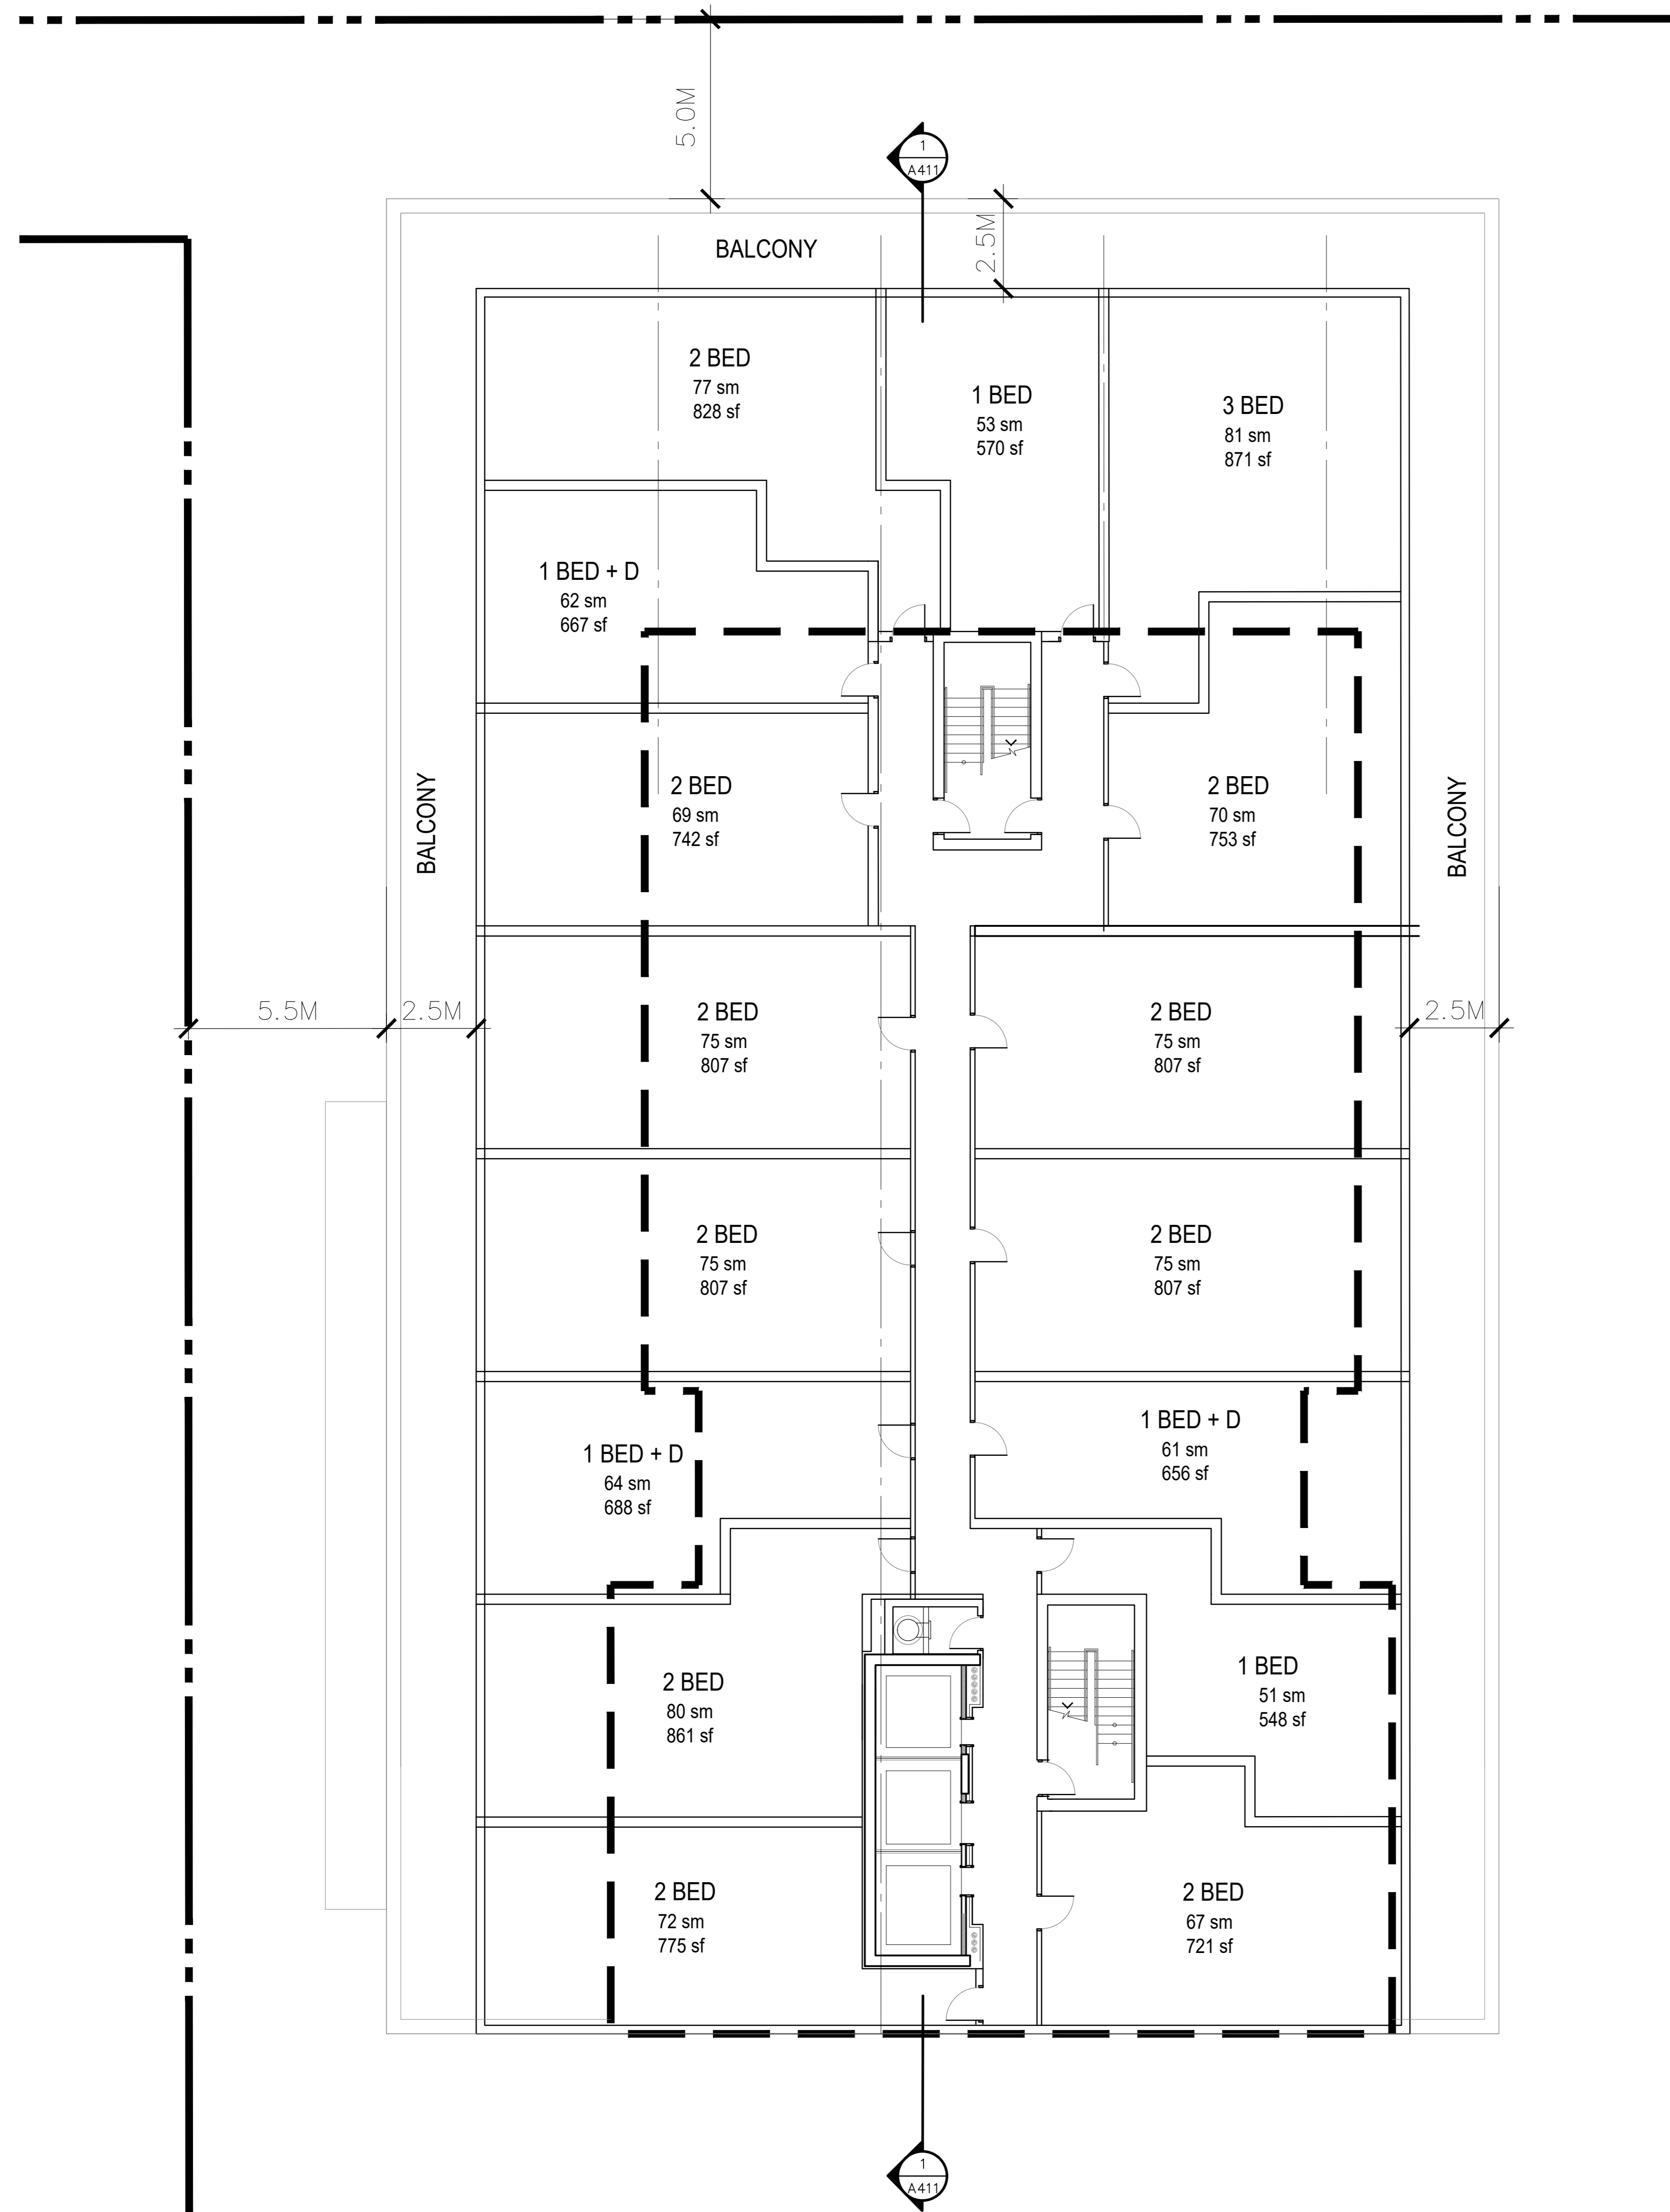 5.0M
1
A411
2.5M
BALCONY
2 BED
77 sm
828 sf
1 BED
53 sm
570 sf
3 BED
81 sm
871 sf
1 BED + D
62 sm
667 sf
BALCONY
2 BED
69 sm
742 sf
2 BED
70 sm
753 sf
BALCONY
5.5M
2.5M
2 BED
75 sm
807 sf
2 BED
75 sm
807 sf
2.5M
2 BED
75 sm
807 sf
2 BED
75 sm
807 sf
1 BED + D
64 sm
688 sf
1 BED + D
61 sm
656 sf
2 BED
80 sm
861 sf
1 BED
51 sm
548 sf
2 BED
72 sm
775 sf
2 BED
67 sm
721 sf
1
A411